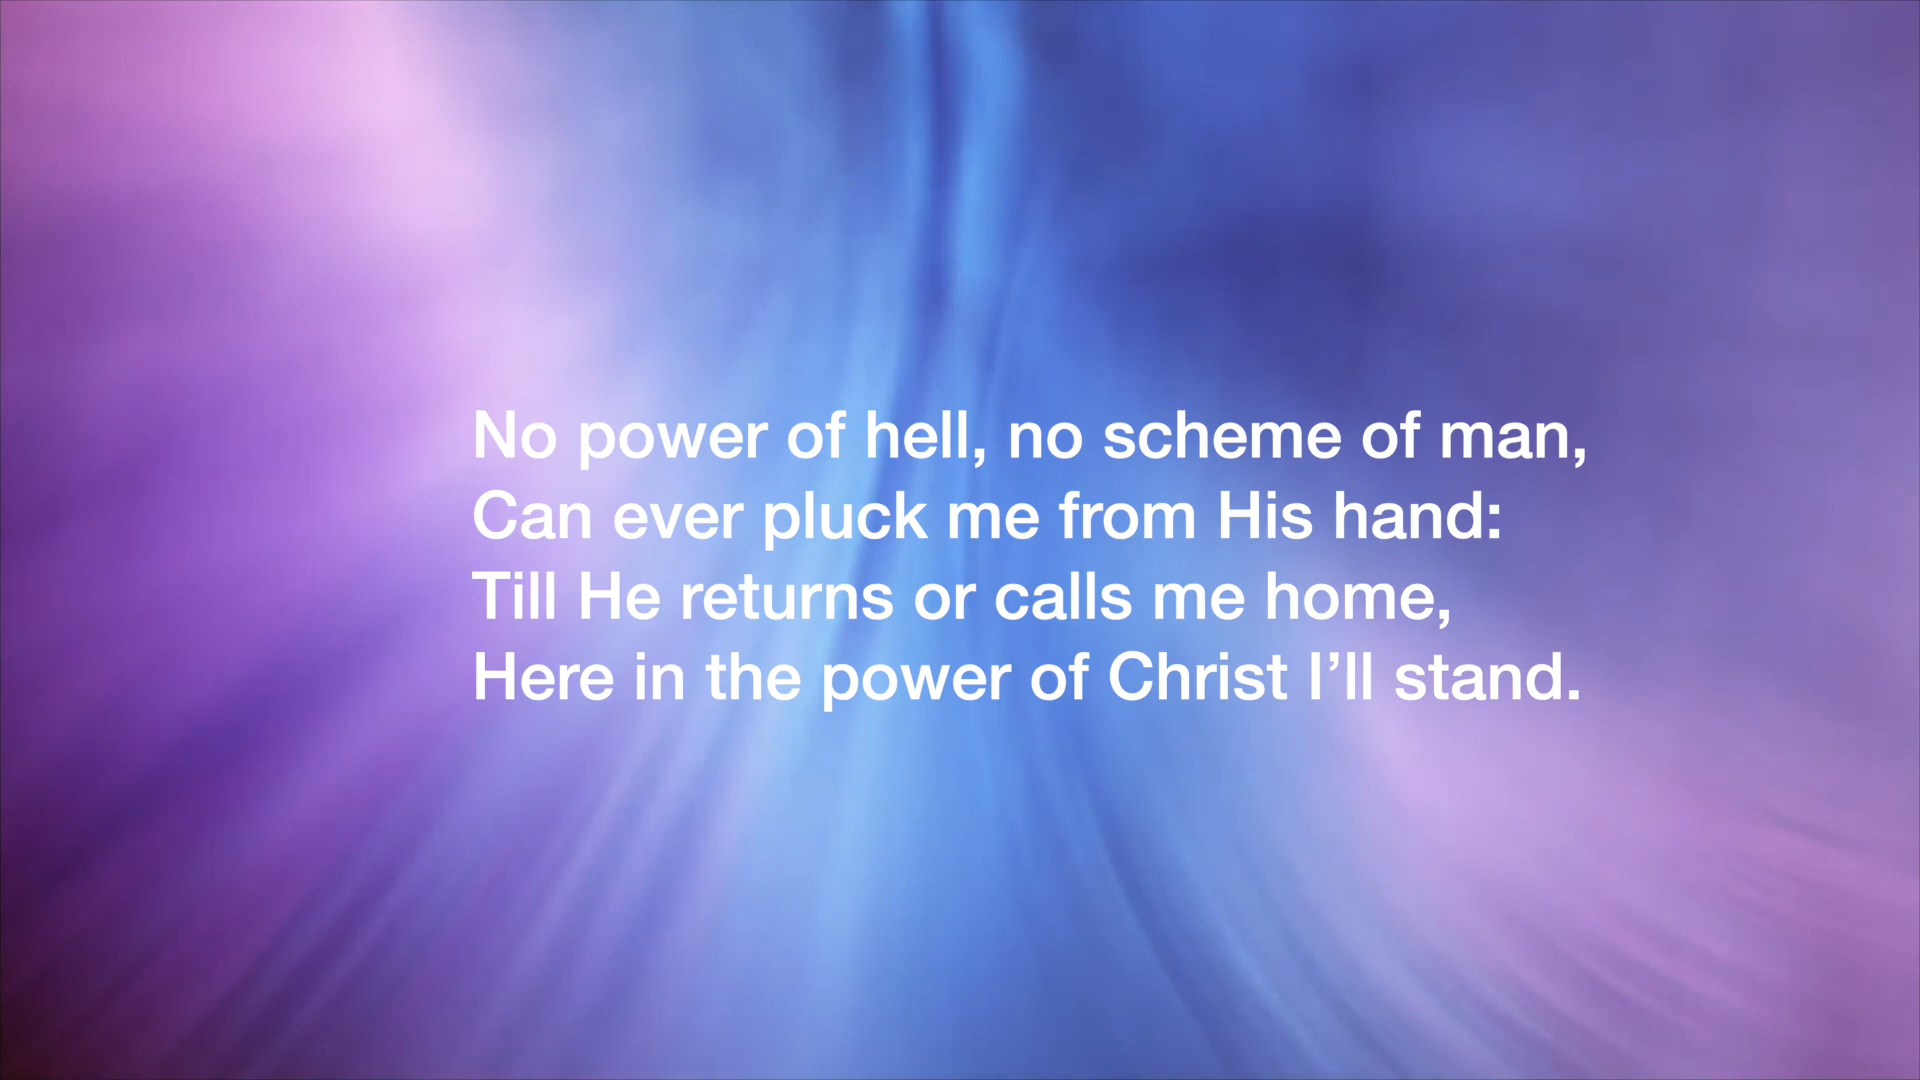 No power of hell, no scheme of man,
Can ever pluck me from His hand:
Till He returns or calls me home,
Here in the power of Christ I’ll stand.